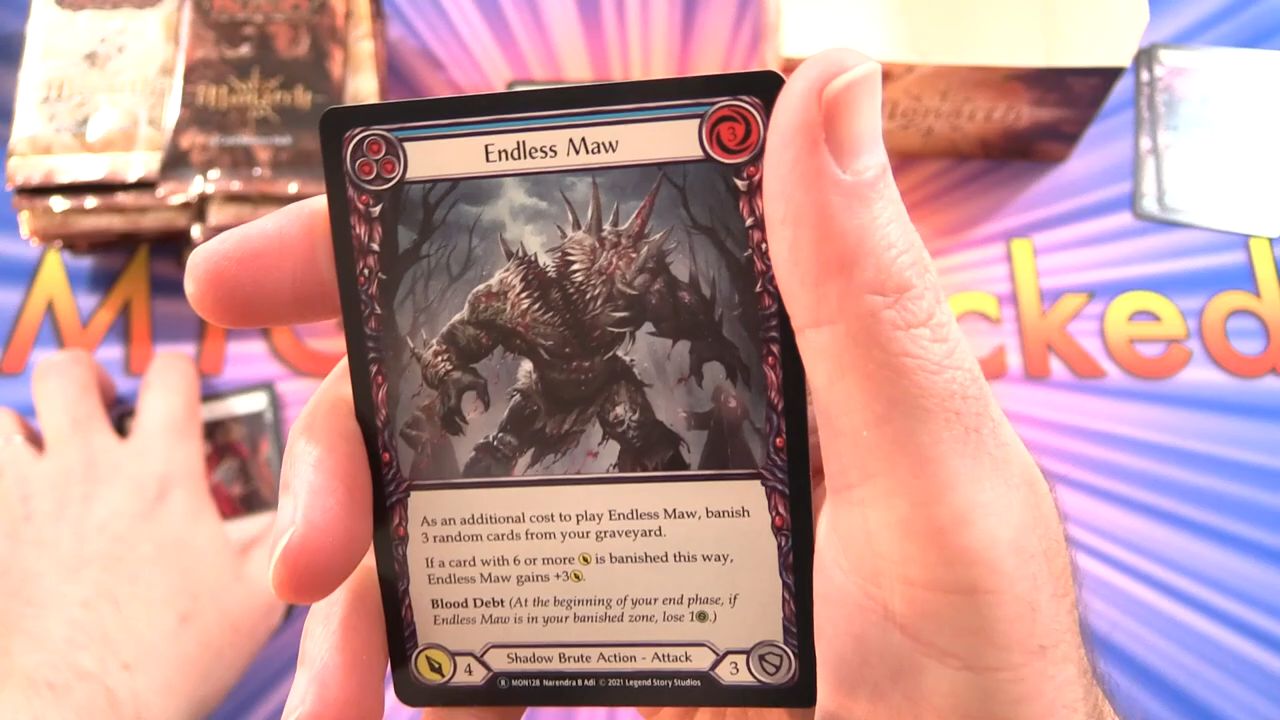 Monarch
Monarch
3
Endless Maw
As an additional cost to play Endless Maw, banish
3 random cards from your graveyard.
If a card with 6 or more is banished this way,
Endless Maw gains +3.
Blood Debt (At the beginning of your end phase, if
Endless Maw is in your banished zone, lose 1.)
4
Shadow Brute Action - Attack
3
R MON128 Narendra B Adi © 2021 Legend Story Studios
cked